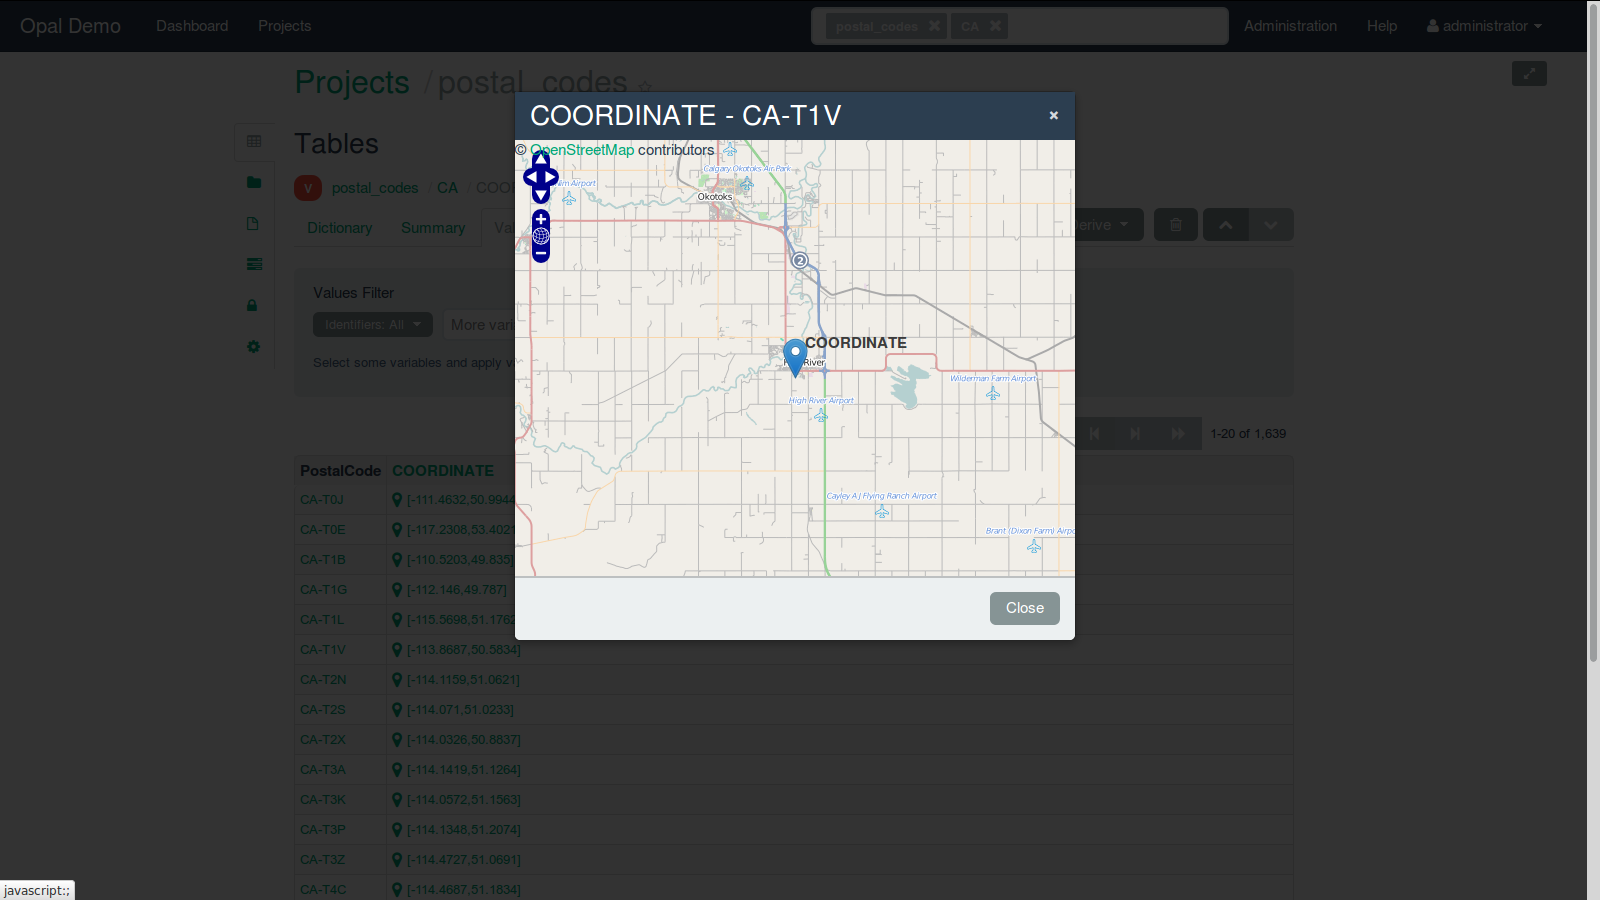 Opal Demo Dashboard Projects postal_codes CA Administration Help administrator
Projects / postal_codes
Tables
V postal_codes / CA / COO
Dictionary Summary Val
erive
Values Filter
Identifiers: All More vari
Select some variables and apply v
1-20 of 1,639
PostalCode COORDINATE
CA-T0J [-111.4632,50.9944
CA-T0E [-117.2308,53.4021
CA-T1B [-110.5203,49.835]
CA-T1G [-112.146,49.787]
CA-T1L [-115.5698,51.1762
CA-T1V [-113.8687,50.5834]
CA-T2N [-114.1159,51.0621]
CA-T2S [-114.071,51.0233]
CA-T2X [-114.0326,50.8837]
CA-T3A [-114.1419,51.1264]
CA-T3K [-114.0572,51.1563]
CA-T3P [-114.1348,51.2074]
CA-T3Z [-114.4727,51.0691]
CA-T4C [-114.4687,51.1834]
COORDINATE - CA-T1V ×
© OpenStreetMap contributors
Calgary Okotoks Air Park
Airport
Okotoks
2
COORDINATE
River
Wilderman Farm Airport
High River Airport
Cayley A J Flying Ranch Airport
Brant (Dixon Farm) Airpo
Close
javascript:;